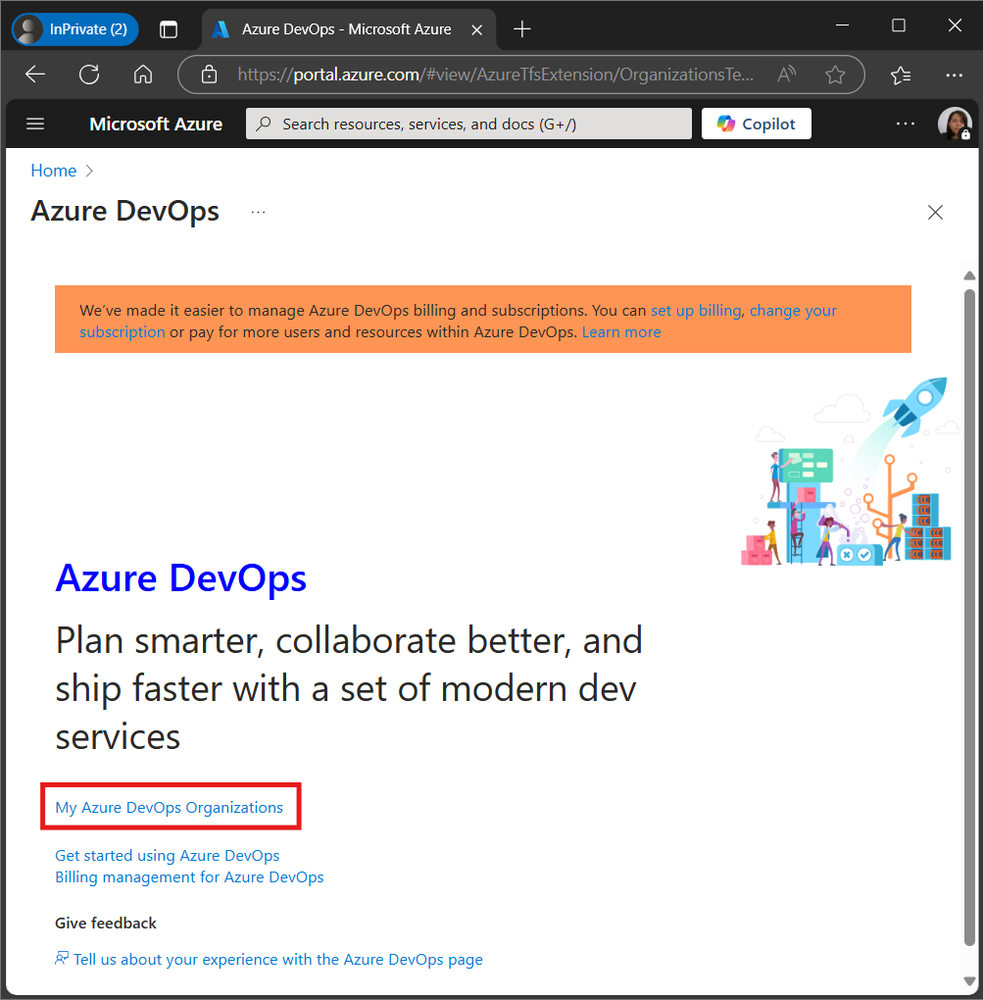 InPrivate (2)
Azure DevOps - Microsoft Azure
https://portal.azure.com/#view/AzureTfsExtension/OrganizationsTe...
Microsoft Azure
Search resources, services, and docs (G+/)
Copilot
Home
Azure DevOps
We've made it easier to manage Azure DevOps billing and subscriptions. You can set up billing, change your
subscription or pay for more users and resources within Azure DevOps. Learn more
Azure DevOps
Plan smarter, collaborate better, and
ship faster with a set of modern dev
services
My Azure DevOps Organizations
Get started using Azure DevOps
Billing management for Azure DevOps
Give feedback
Tell us about your experience with the Azure DevOps page